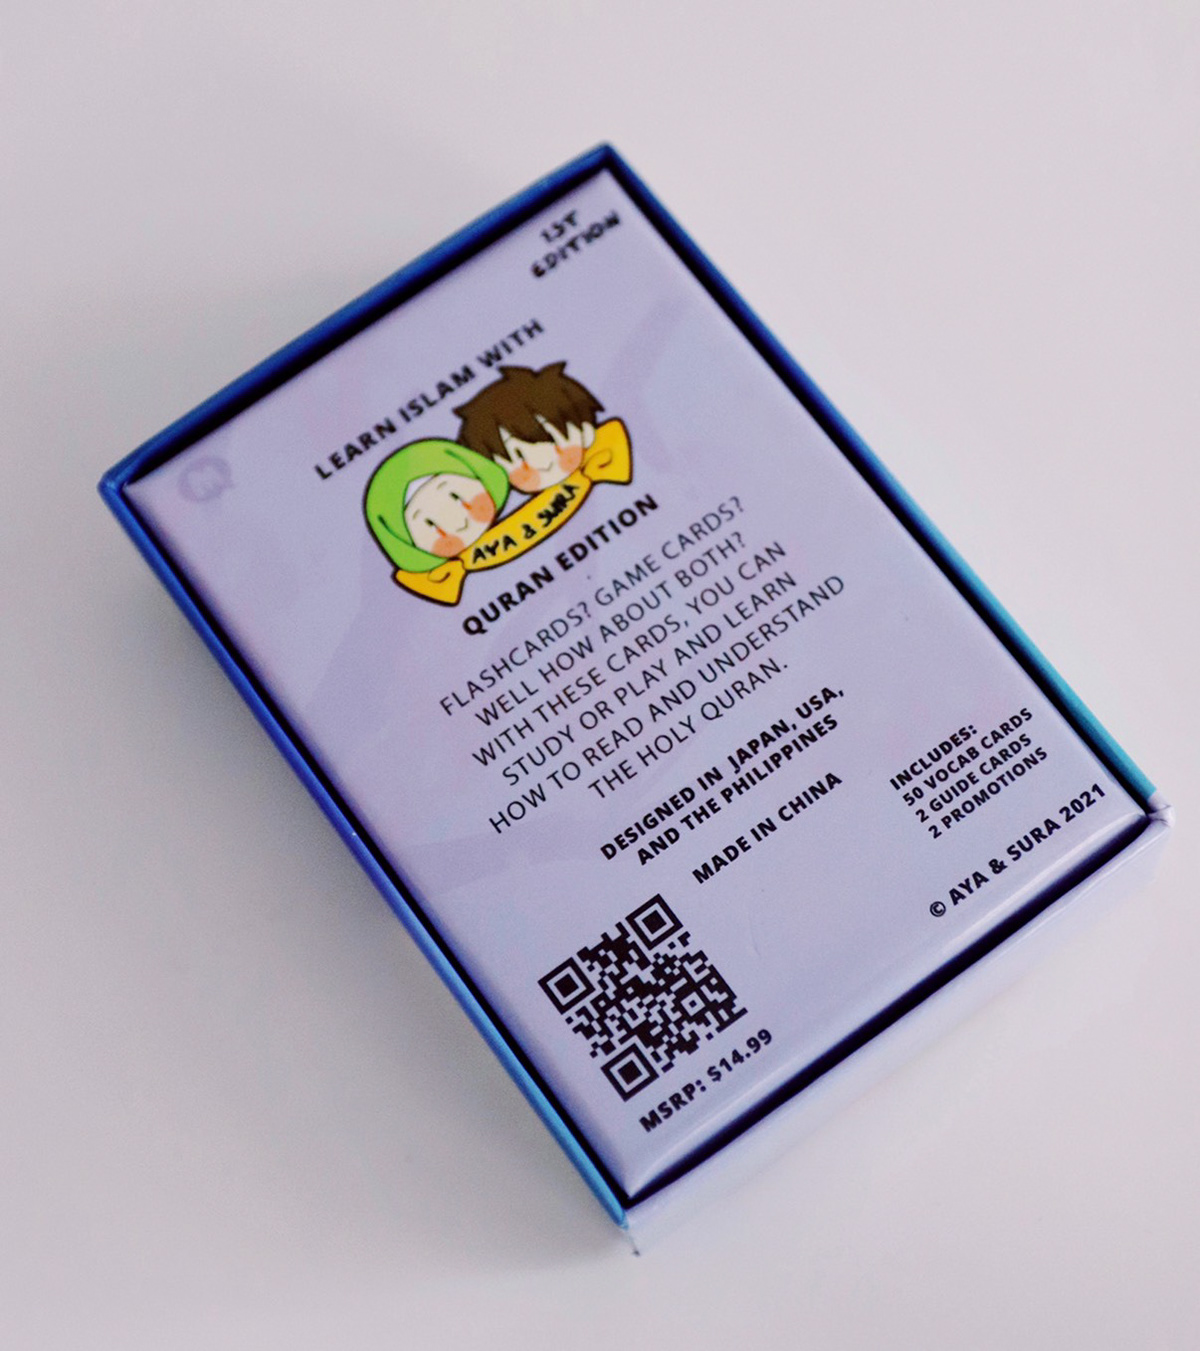 1ST
EDITION
LEARN ISLAM WITH
AYA & SURA
QURAN EDITION
FLASHCARDS? GAME CARDS?
WELL HOW ABOUT BOTH?
WITH THESE CARDS, YOU CAN
STUDY OR PLAY AND LEARN
HOW TO READ AND UNDERSTAND
THE HOLY QURAN.
DESIGNED IN JAPAN, USA,
AND THE PHILIPPINES
MADE IN CHINA
INCLUDES:
50 VOCAB CARDS
2 GUIDE CARDS
2 PROMOTIONS
© AYA & SURA 2021
MSRP: $14.99